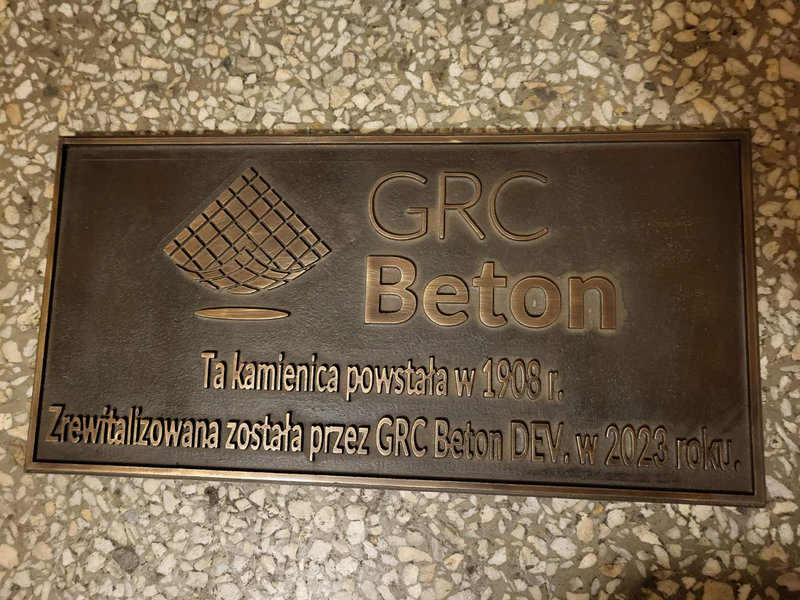 GRC
Beton
Ta kamienica powstała w 1908 r.
Zrewitalizowana została przez GRC Beton DEV. w 2023 roku.